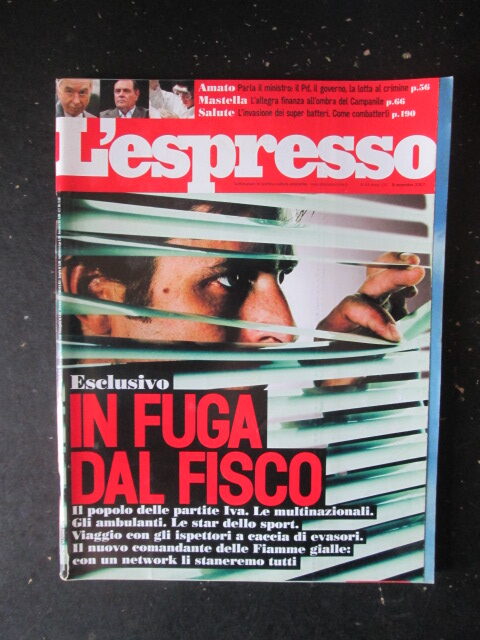 Amato Parla il ministro: il Pd, il governo, la lotta al crimine p.56
Mastella L'allegra finanza all'ombra del Campanile p.66
Salute L'invasione dei super batteri. Come combatterli p.190
L'espresso
Esclusivo
IN FUGA
DAL FISCO
Il popolo delle partite Iva. Le multinazionali.
Gli ambulanti. Le star dello sport.
Viaggio con gli ispettori a caccia di evasori.
Il nuovo comandante delle Fiamme gialle:
con un network li staneremo tutti